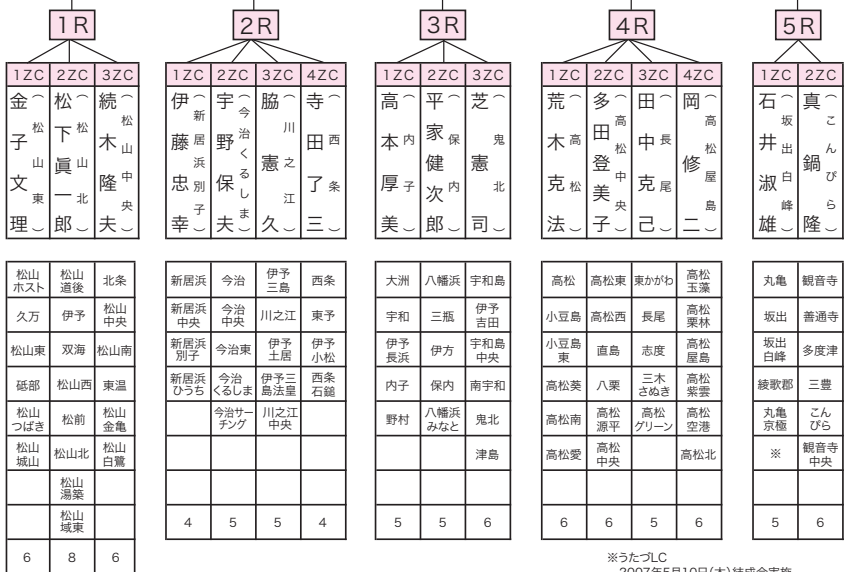 1R
2R
3R
4R
5R
1ZC 2ZC 3ZC
1ZC 2ZC 3ZC 4ZC
1ZC 2ZC 3ZC
1ZC 2ZC 3ZC 4ZC
1ZC 2ZC
金子文理（松山東）
松下眞一郎（松山北）
続木隆夫（松山中央）
伊藤忠幸（新居浜別子）
宇野保夫（今治くるしま）
脇憲久（川之江）
寺田了三（西条）
高本厚美（内子）
平家健次郎（保内）
芝憲司（鬼北）
荒木克法（高松）
多田登美子（高松中央）
田中克己（長尾）
岡修二（高松屋島）
石井淑雄（坂出白峰）
真鍋隆（こんぴら）
松山ホスト 松山道後 北条
久万 伊予 松山中央
松山東 双海 松山南
砥部 松山西 東温
松山つばき 松前 松山金亀
松山城山 松山北 松山白鷺
松山湯築
松山城東
6 8 6
新居浜 今治 伊予三島 西条
新居浜中央 今治中央 川之江 東予
新居浜別子 今治東 伊予土居 伊予小松
新居浜ひうち 今治くるしま 伊予三島法皇 西条石鎚
今治サーチング 川之江中央
4 5 5 4
大洲 八幡浜 宇和島
宇和 三瓶 伊予吉田
伊予長浜 伊方 宇和島中央
内子 保内 南宇和
野村 八幡浜みなと 鬼北
津島
5 5 6
高松 高松東 東かがわ 高松玉藻
小豆島 高松西 長尾 高松栗林
小豆島東 直島 志度 高松屋島
高松葵 八栗 三木さぬき 高松紫雲
高松南 高松源平 高松グリーン 高松空港
高松愛 高松中央 高松北
6 6 5 6
丸亀 観音寺
坂出 善通寺
坂出白峰 多度津
綾歌郡 三豊
丸亀京極 こんぴら
※ 観音寺中央
5 6
※うたづLC
2007年5月10日(木)結成会実施